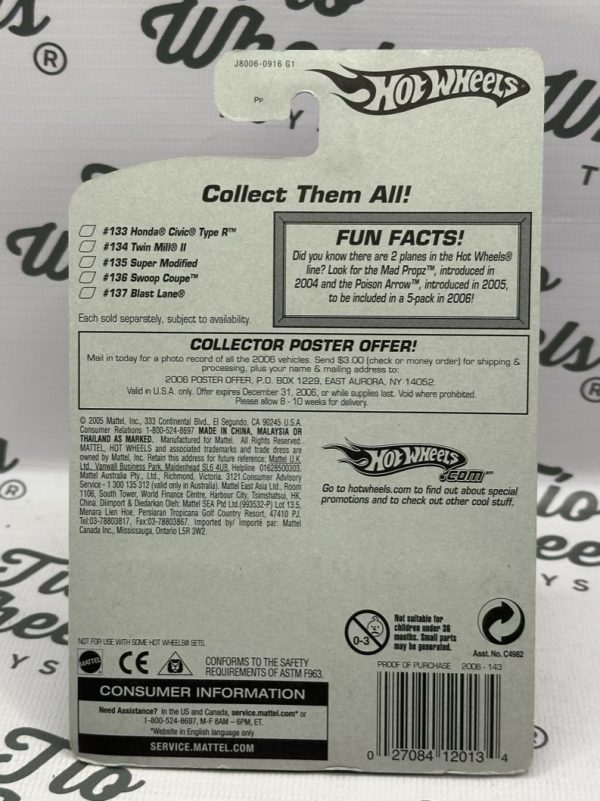 J8006-0916 G1
HOT WHEELS
Collect Them All!
#133 Honda® Civic® Type R™
#134 Twin Mill® II
#135 Super Modified
#136 Swoop Coupe™
#137 Blast Lane®
Each sold separately, subject to availability.
FUN FACTS!
Did you know there are 2 planes in the Hot Wheels®
line? Look for the Mad Propz™, introduced in
2004 and the Poison Arrow™, introduced in 2005,
to be included in a 5-pack in 2006!
COLLECTOR POSTER OFFER!
Mail in today for a photo record of all the 2006 vehicles. Send $3.00 (check or money order) for shipping &
processing, plus your name & mailing address to:
2006 POSTER OFFER, P.O. BOX 1229, EAST AURORA, NY 14052.
Valid in U.S.A. only. Offer expires December 31, 2006, or while supplies last. Void where prohibited.
Please allow 8 - 10 weeks for delivery.
© 2005 Mattel, Inc., 333 Continental Blvd., El Segundo, CA 90245 U.S.A.
Consumer Relations 1-800-524-8697. MADE IN CHINA, MALAYSIA OR
THAILAND AS MARKED. Manufactured for Mattel. All Rights Reserved.
MATTEL, HOT WHEELS and associated trademarks and trade dress are
owned by Mattel, Inc. Retain this address for future reference: Mattel U.K.
Ltd., Vanwall Business Park, Maidenhead SL6 4UB. Helpline 01628500303.
Mattel Australia Pty., Ltd., Richmond, Victoria. 3121.Consumer Advisory
Service - 1 300 135 312 (valid only in Australia). Mattel East Asia Ltd., Room
1106, South Tower, World Finance Centre, Harbour City, Tsimshatsui, HK,
China. Diimport & Diedarkan Oleh: Mattel SEA Ptd Ltd.(993532-P) Lot 13.5,
Menara Lien Hoe, Persiaran Tropicana Golf Country Resort, 47410 PJ.
Tel:03-78803817, Fax:03-78803867. Imported by/ Importé par: Mattel
Canada Inc., Mississauga, Ontario L5R 3W2.
HOT WHEELS
.COM™
Go to hotwheels.com to find out about special
promotions and to check out other cool stuff.
0-3
Not suitable for
children under 36
months. Small parts
may be generated.
Asst. No. C4982
NOT FOR USE WITH SOME HOT WHEELS® SETS.
MATTEL
CE
CONFORMS TO THE SAFETY
REQUIREMENTS OF ASTM F963.
PROOF OF PURCHASE 2006 - 143
CONSUMER INFORMATION
Need Assistance? In the US and Canada, service.mattel.com* or
1-800-524-8697, M-F 8AM – 6PM, ET.
*Website in English language only
SERVICE.MATTEL.COM
0 27084 12013 4
Tio
Wheels
TOYS